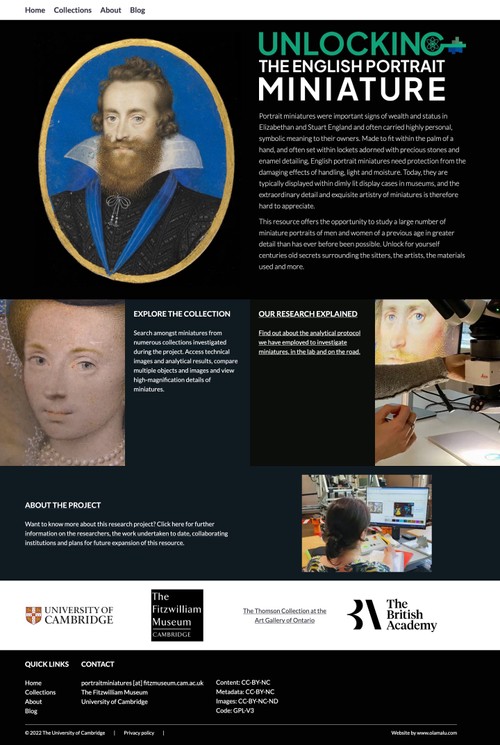 Home Collections About Blog
UNLOCKING
THE ENGLISH PORTRAIT
MINIATURE
Portrait miniatures were important signs of wealth and status in
Elizabethan and Stuart England and often carried highly personal,
symbolic meaning to their owners. Made to fit within the palm of a
hand, and often set within lockets adorned with precious stones and
enamel detailing, English portrait miniatures need protection from the
damaging effects of handling, light and moisture. Today, they are
typically displayed within dimly lit display cases in museums, and the
extraordinary detail and exquisite artistry of miniatures is therefore
hard to appreciate.
This resource offers the opportunity to study a large number of
miniature portraits of men and women of a previous age in greater
detail than has ever before been possible. Unlock for yourself
centuries old secrets surrounding the sitters, the artists, the materials
used and more.
EXPLORE THE COLLECTION
Search amongst miniatures from
numerous collections investigated
during the project. Access technical
images and analytical results, compare
multiple objects and images and view
high-magnification details of
miniatures.
OUR RESEARCH EXPLAINED
Find out about the analytical protocol
we have employed to investigate
miniatures, in the lab and on the road.
ABOUT THE PROJECT
Want to know more about this research project? Click here for further
information on the researchers, the work undertaken to date, collaborating
institutions and plans for future expansion of this resource.
UNIVERSITY OF
CAMBRIDGE
The
Fitzwilliam
Museum
CAMBRIDGE
The Thomson Collection at the
Art Gallery of Ontario
The
British
Academy
QUICK LINKS
Home
Collections
About
Blog
CONTACT
portraitminiatures [at] fitzmuseum.cam.ac.uk
The Fitzwilliam Museum
University of Cambridge
Content: CC-BY-NC
Metadata: CC-BY-NC
Images: CC-BY-NC-ND
Code: GPL-V3
© 2022 The University of Cambridge | Privacy policy |
Website by www.olamalu.com